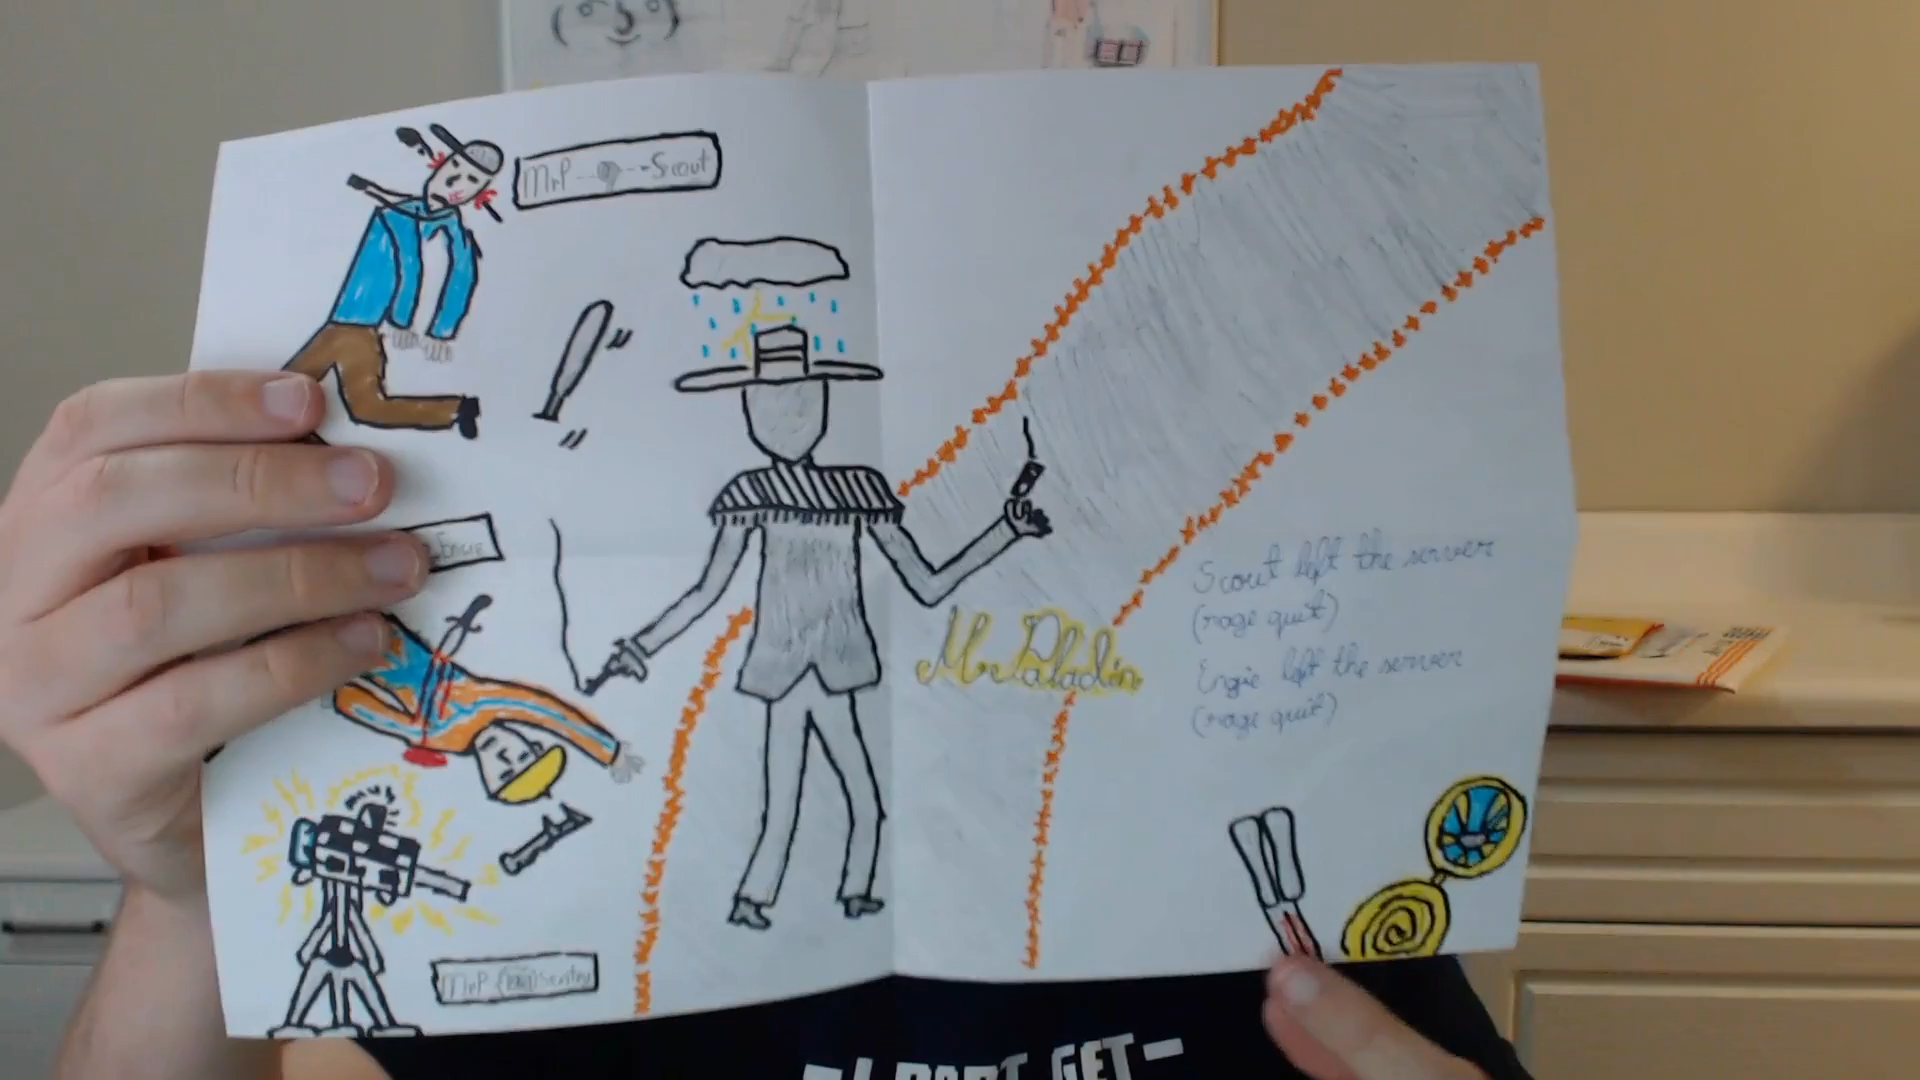 MrP Scout
Engie
Mr Paladin
Scout left the server
(rage quit)
Engie left the server
(rage quit)
MrP Sentry
GET